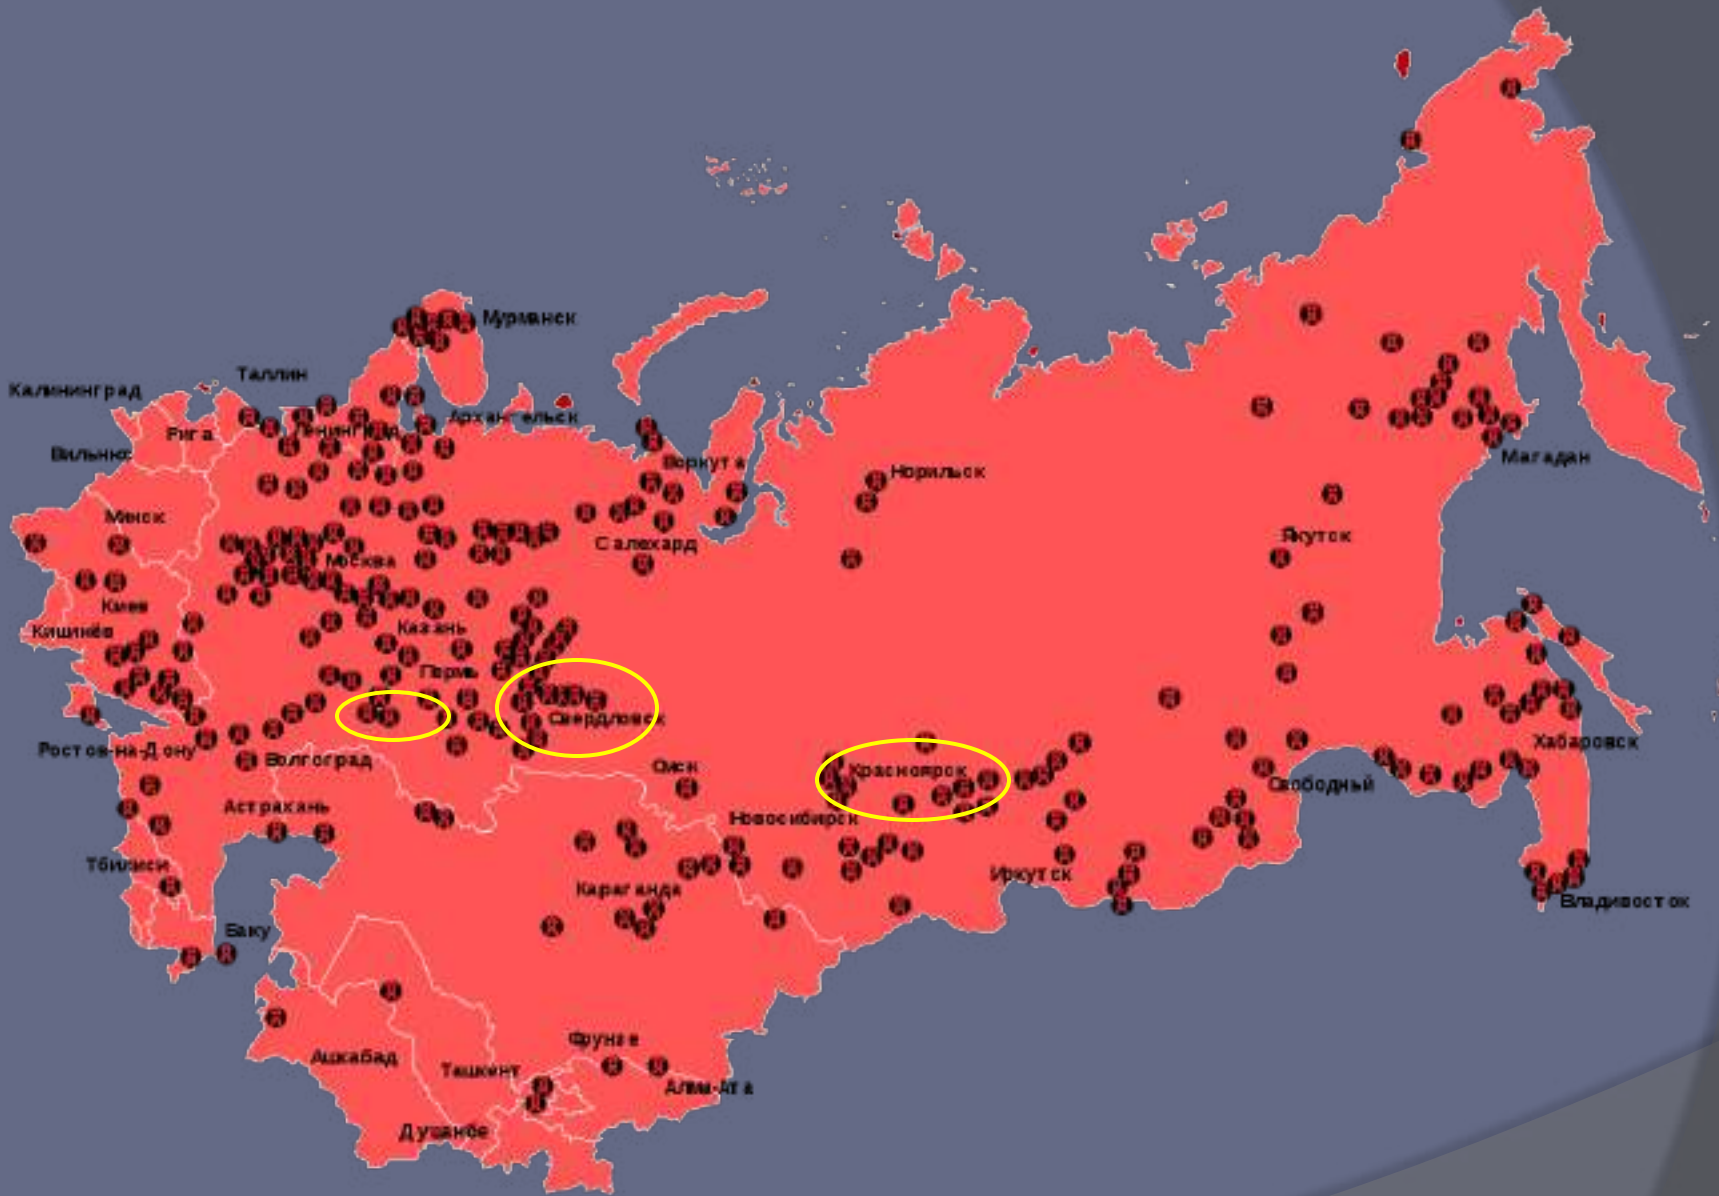 Мурманск
Таллин
Калининград
Архангельск
Рига
Ленинград
Вильнюс
Воркута
Норильск
Магадан
Минск
Якутск
Салехард
Москва
Киев
Казань
Кишинёв
Пермь
Свердловск
Хабаровск
Ростов-на-Дону
Волгоград
Омск
Красноярск
Свободный
Астрахань
Новосибирск
Тбилиси
Иркутск
Караганда
Владивосток
Баку
Фрунзе
Ашкабад
Ташкент
Алма-Ата
Душанбе